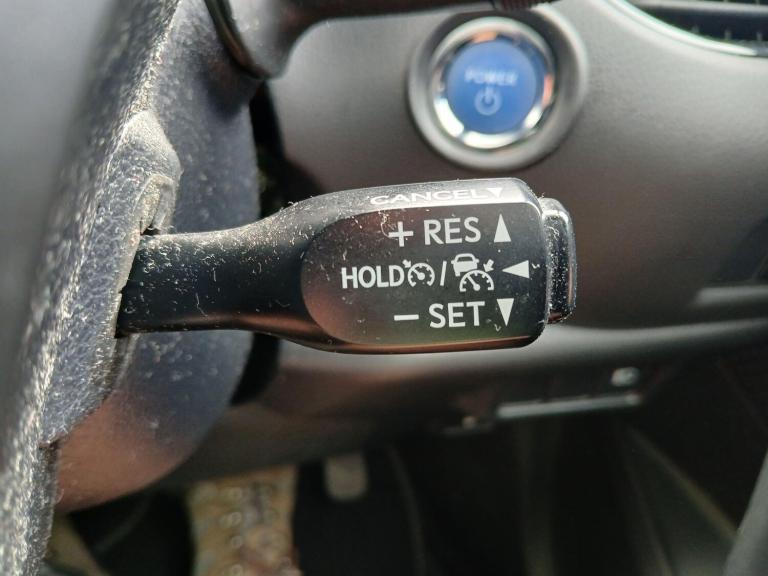 POWER
CANCEL▼
+ RES ▲
HOLD / ◀
− SET ▼